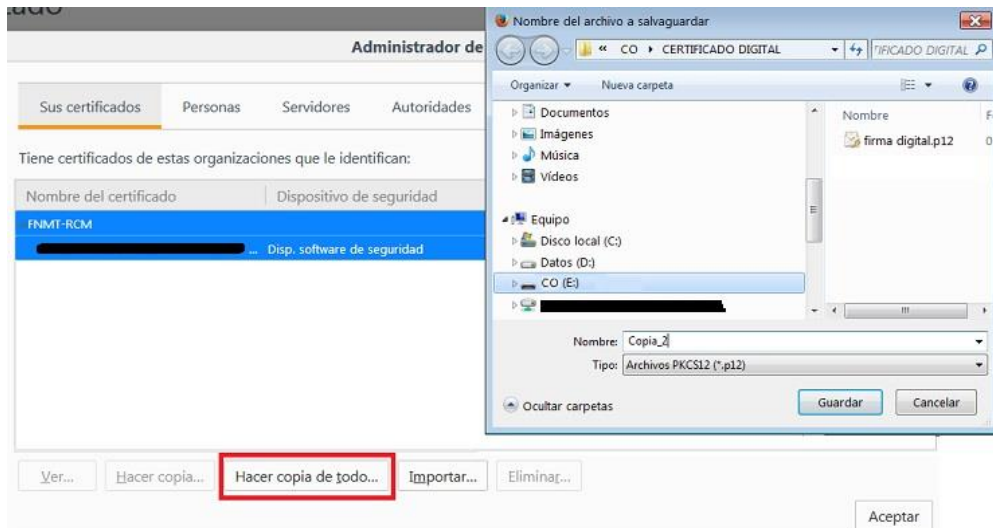 Administrador de
Sus certificados
Personas
Servidores
Autoridades
Tiene certificados de estas organizaciones que le identifican:
Nombre del certificado
Dispositivo de seguridad
FNMT-RCM
... Disp. software de seguridad
Ver...
Hacer copia...
Hacer copia de todo...
Importar...
Eliminar...
Aceptar
Nombre del archivo a salvaguardar
« CO ▸ CERTIFICADO DIGITAL
TIFICADO DIGITAL
Organizar
Nueva carpeta
Documentos
Imágenes
Música
Vídeos
Equipo
Disco local (C:)
Datos (D:)
CO (E:)
Nombre
firma digital.p12
Nombre: Copia_2
Tipo: Archivos PKCS12 (*.p12)
Ocultar carpetas
Guardar
Cancelar